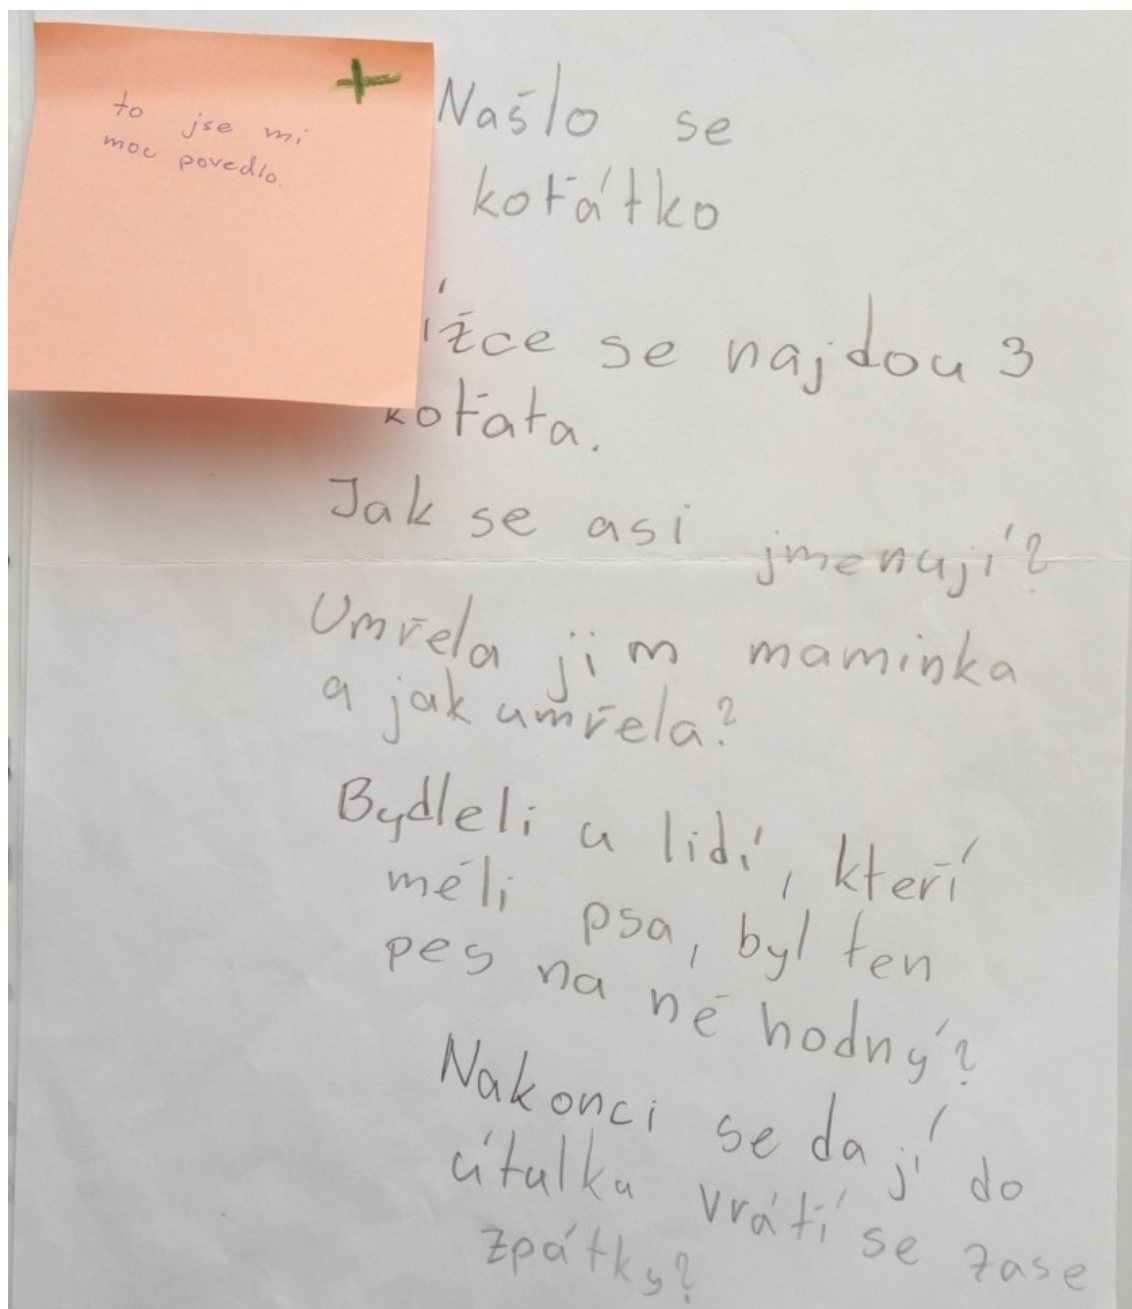 to jse mi
moc povedlo.
Našlo se
koťátko
ížce se najdou 3
koťata.
Jak se asi jmenují?
Umřela jim maminka
a jak umřela?
Bydleli u lidí, kteří
měli psa, byl ten
pes na ně hodný?
Nakonci se dají do
útulku vrátí se zase
zpátky?